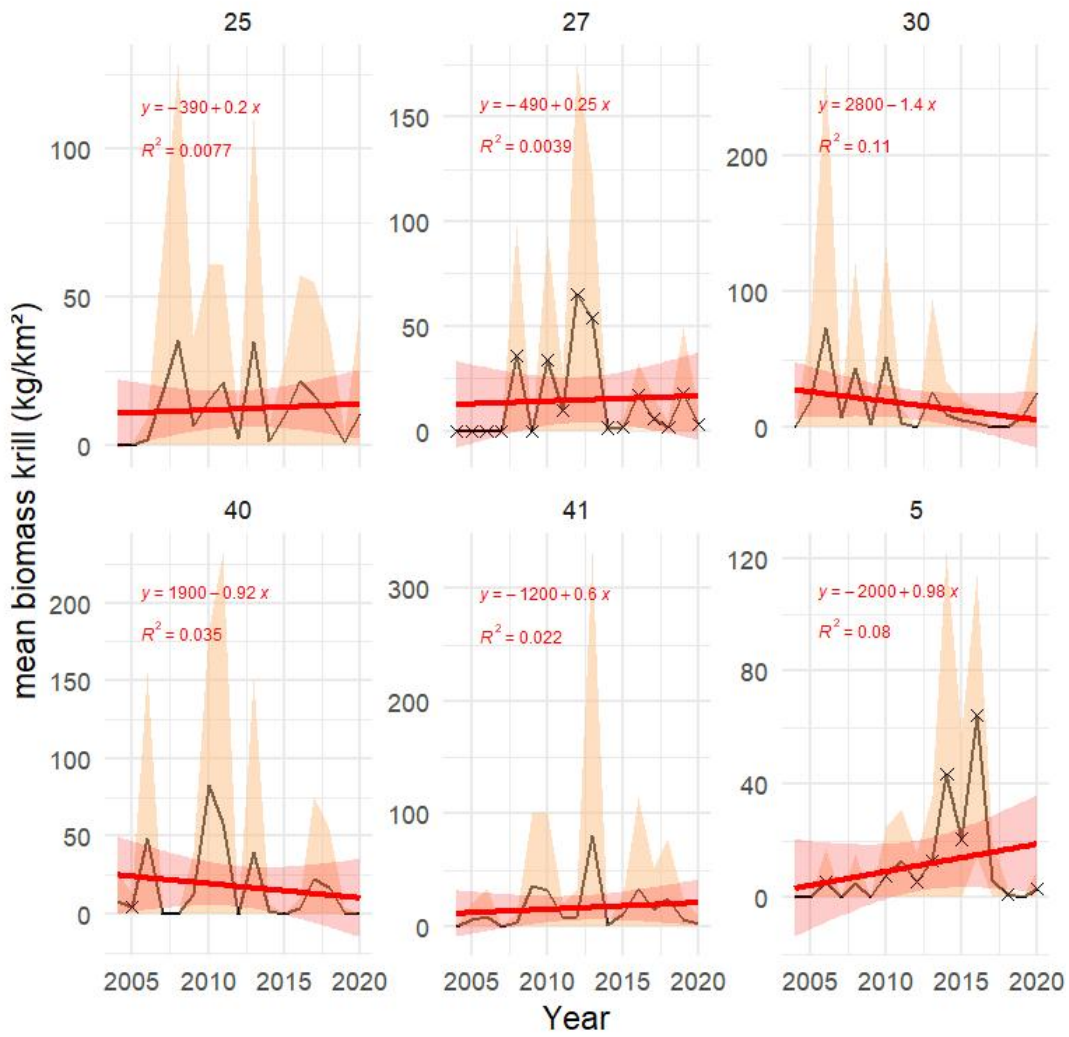 25
27
30
y = −390 + 0.2 x
R² = 0.0077
y = −490 + 0.25 x
R² = 0.0039
y = 2800 − 1.4 x
R² = 0.11
100
50
0
150
100
50
0
200
100
0
mean biomass krill (kg/km²)
40
41
5
y = 1900 − 0.92 x
R² = 0.035
y = −1200 + 0.6 x
R² = 0.022
y = −2000 + 0.98 x
R² = 0.08
200
150
100
50
0
300
200
100
0
120
80
40
0
2005 2010 2015 2020
2005 2010 2015 2020
2005 2010 2015 2020
Year